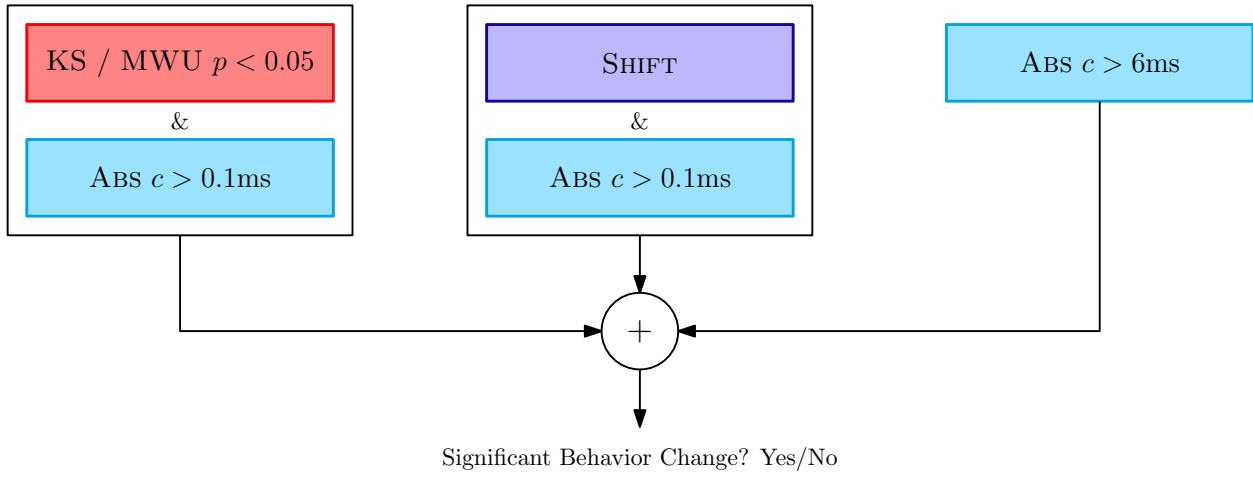 KS / MWU p < 0.05
&
ABS c > 0.1ms
SHIFT
&
ABS c > 0.1ms
ABS c > 6ms
+
Significant Behavior Change? Yes/No